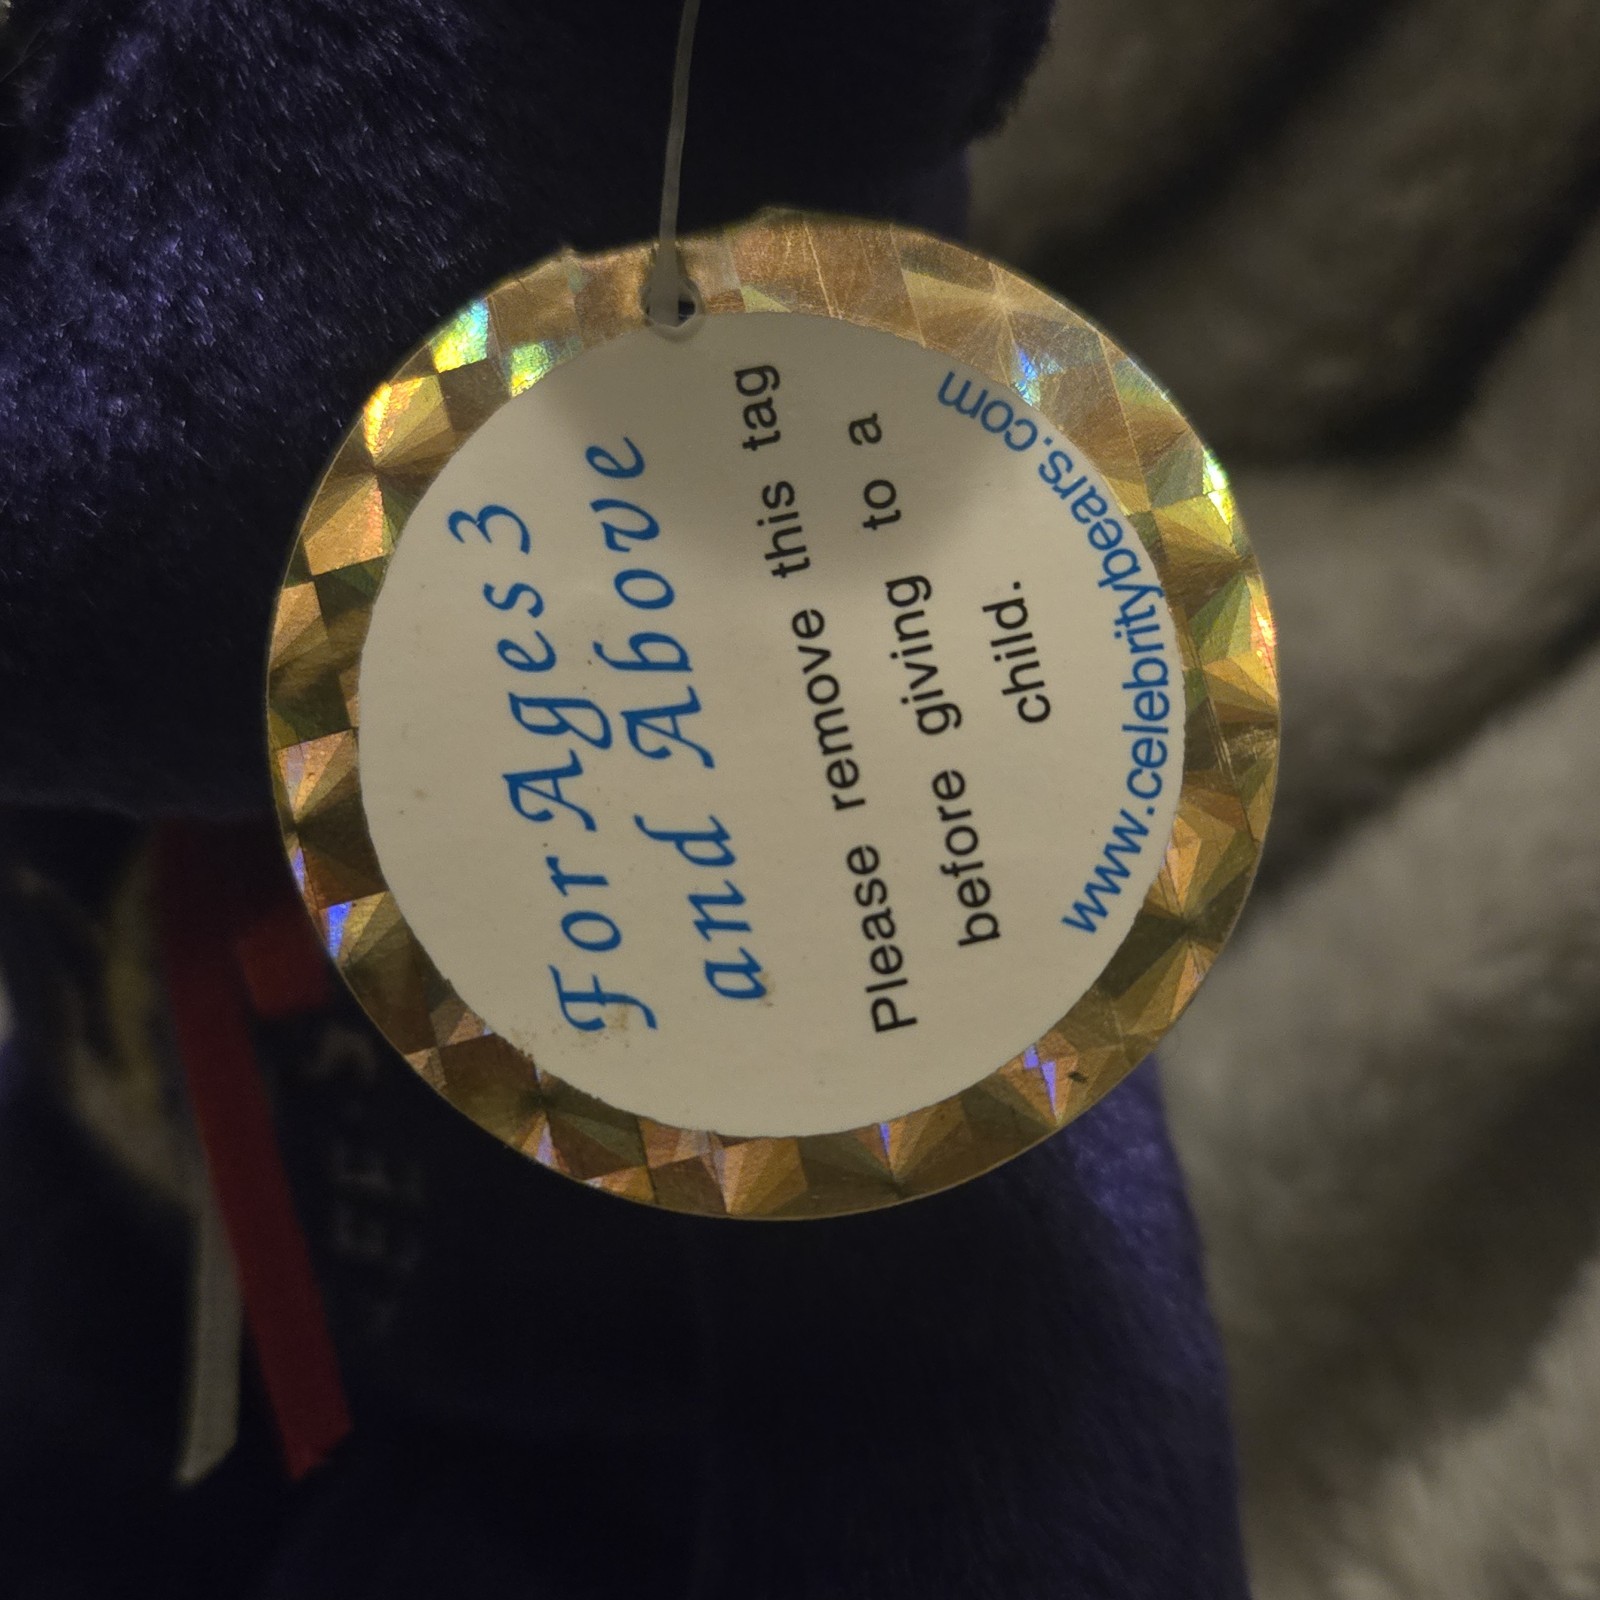 For Ages 3
and Above
Please remove this tag
before giving to a
child.
www.celebritybears.com